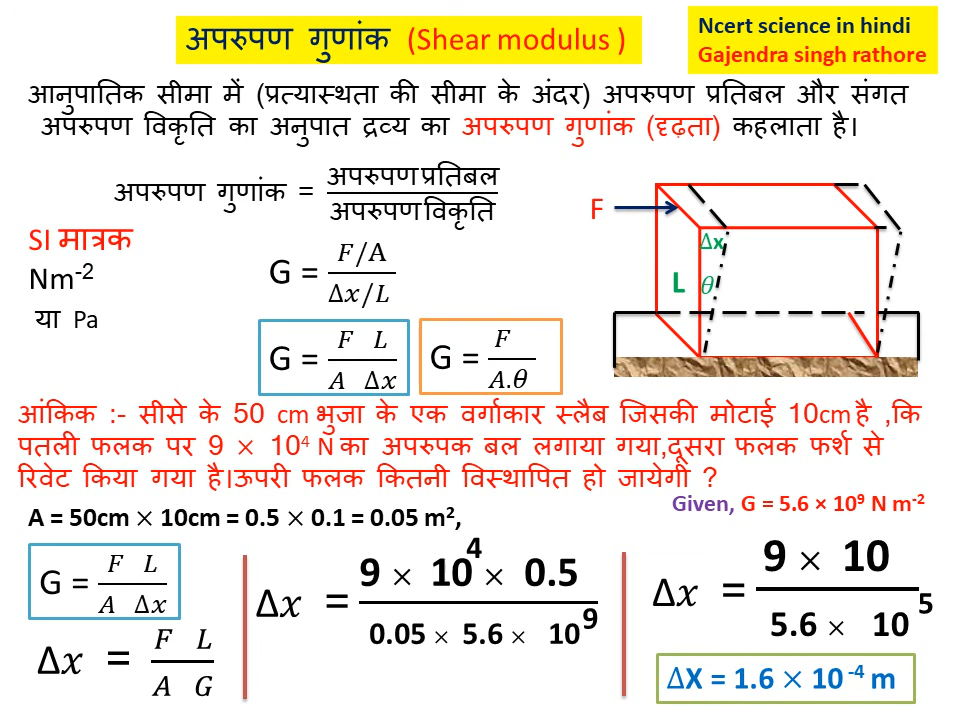 अपरुपण गुणांक (Shear modulus )
Ncert science in hindi
Gajendra singh rathore
आनुपातिक सीमा में (प्रत्यास्थता की सीमा के अंदर) अपरुपण प्रतिबल और संगत
अपरुपण विकृति का अनुपात द्रव्य का अपरुपण गुणांक (दृढ़ता) कहलाता है।
अपरुपण गुणांक = अपरुपण प्रतिबल / अपरुपण विकृति
SI मात्रक
Nm⁻²
या Pa
G = F/A / Δx/L
G = F L / A Δx
G = F / A.θ
F
Δx
L θ
आंकिक :- सीसे के 50 cm भुजा के एक वर्गाकार स्लैब जिसकी मोटाई 10cm है ,कि
पतली फलक पर 9 × 10⁴ N का अपरुपक बल लगाया गया,दूसरा फलक फर्श से
रिवेट किया गया है।ऊपरी फलक कितनी विस्थापित हो जायेगी ?
Given, G = 5.6 × 10⁹ N m⁻²
A = 50cm × 10cm = 0.5 × 0.1 = 0.05 m²,
G = F L / A Δx
Δx = F L / A G
Δx = 9 × 10⁴ × 0.5 / 0.05 × 5.6 × 10⁹
Δx = 9 × 10 / 5.6 × 10⁵
ΔX = 1.6 × 10⁻⁴ m